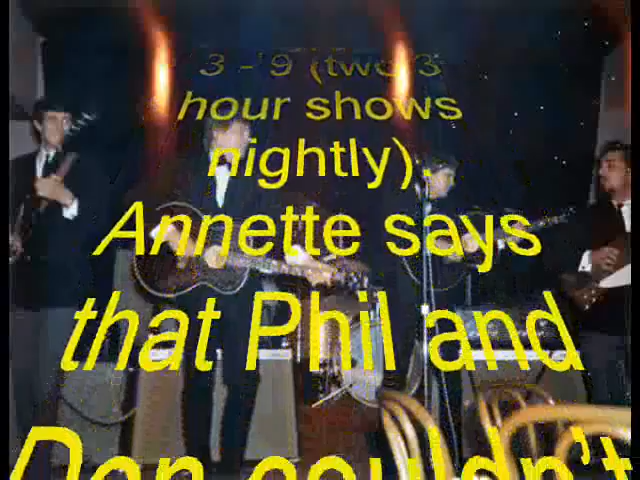 3 - '9 (two 3
hour shows
nightly).
Annette says
that Phil and
Don couldn't